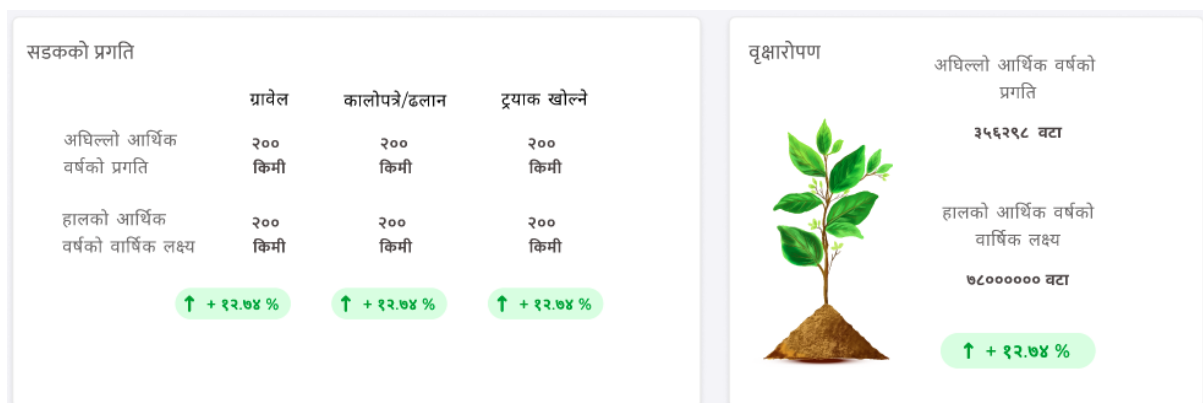 सडकको प्रगति
ग्रावेल कालोपत्रे/ढलान ट्रयाक खोल्ने
अघिल्लो आर्थिक २०० २०० २००
वर्षको प्रगति किमी किमी किमी
हालको आर्थिक २०० २०० २००
वर्षको वार्षिक लक्ष्य किमी किमी किमी
↑ + १२.७४ % ↑ + १२.७४ % ↑ + १२.७४ %
वृक्षारोपण
अघिल्लो आर्थिक वर्षको
प्रगति
३५६२९८ वटा
हालको आर्थिक वर्षको
वार्षिक लक्ष्य
७८०००००० वटा
↑ + १२.७४ %